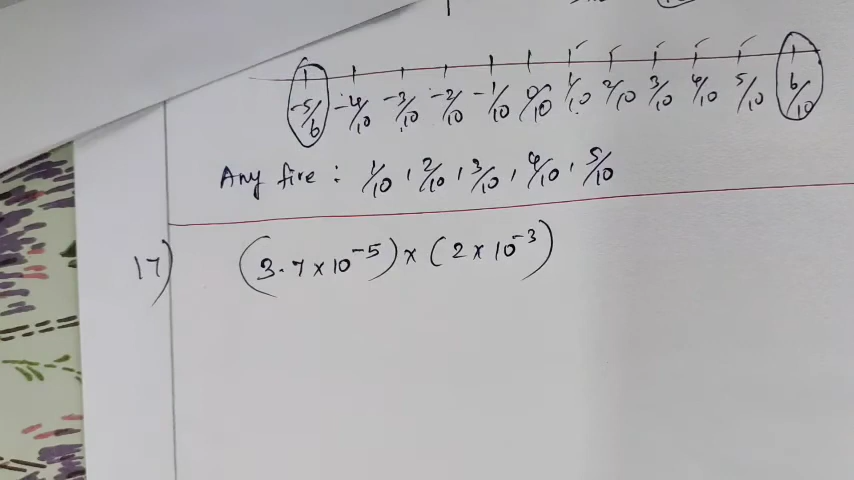 -5/6 -4/10 -3/10 -2/10 -1/10 0/10 1/10 2/10 3/10 4/10 5/10 6/10
Any fire : 1/10 , 2/10 , 3/10 , 4/10 , 5/10
17) (3.7 × 10⁻⁵) × (2 × 10⁻³)